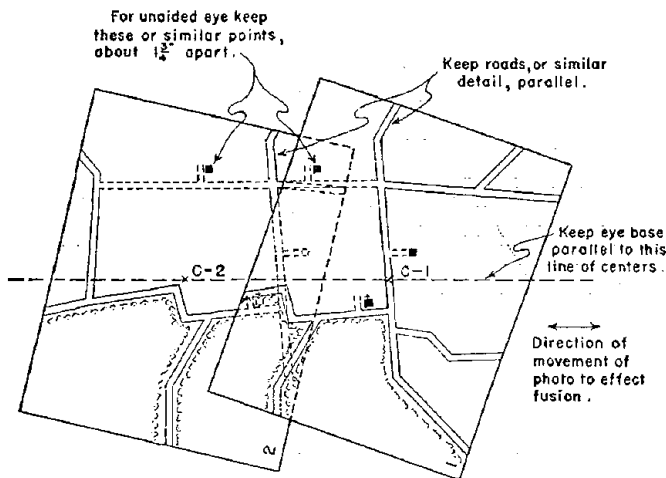 For unaided eye keep
these or similar points,
about 1 3/4" apart.
Keep roads, or similar
detail, parallel.
Keep eye base
parallel to this
line of centers.
C-2
C-1
Direction of
movement of
photo to effect
fusion.
2
1